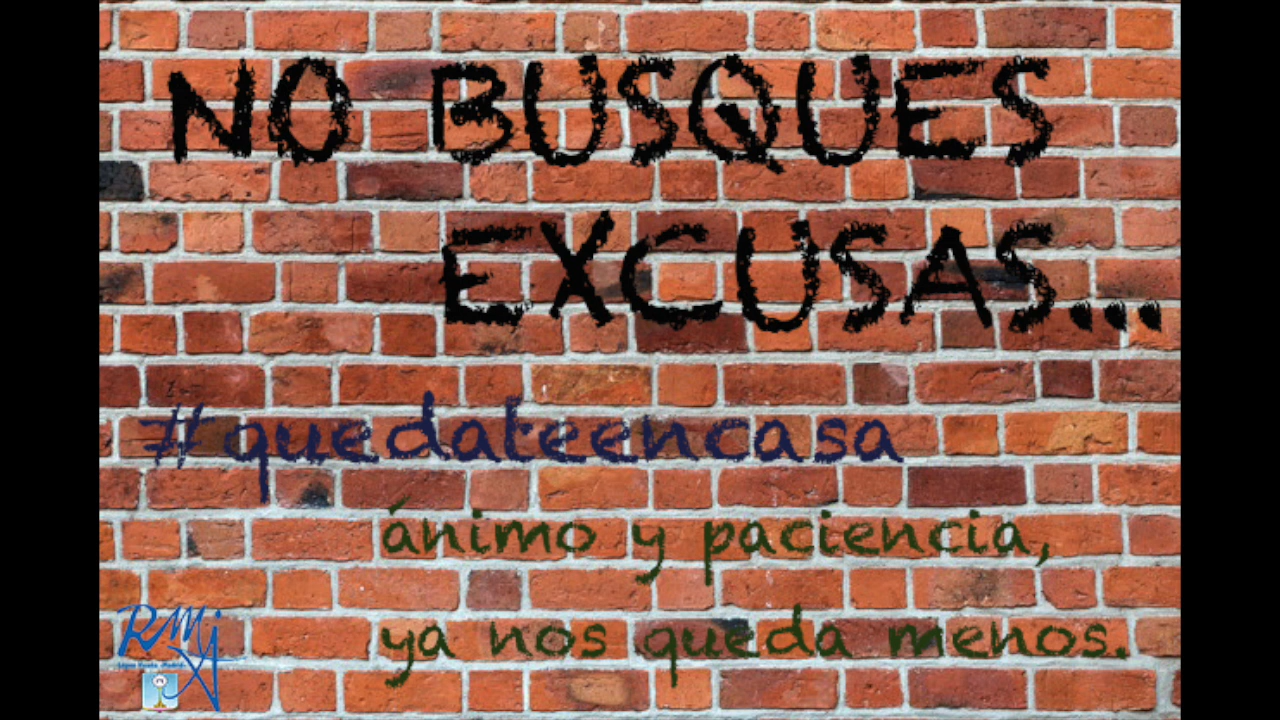 NO BUSQUES
EXCUSAS...
#quedateencasa
ánimo y paciencia,
ya nos queda menos.
RMJ